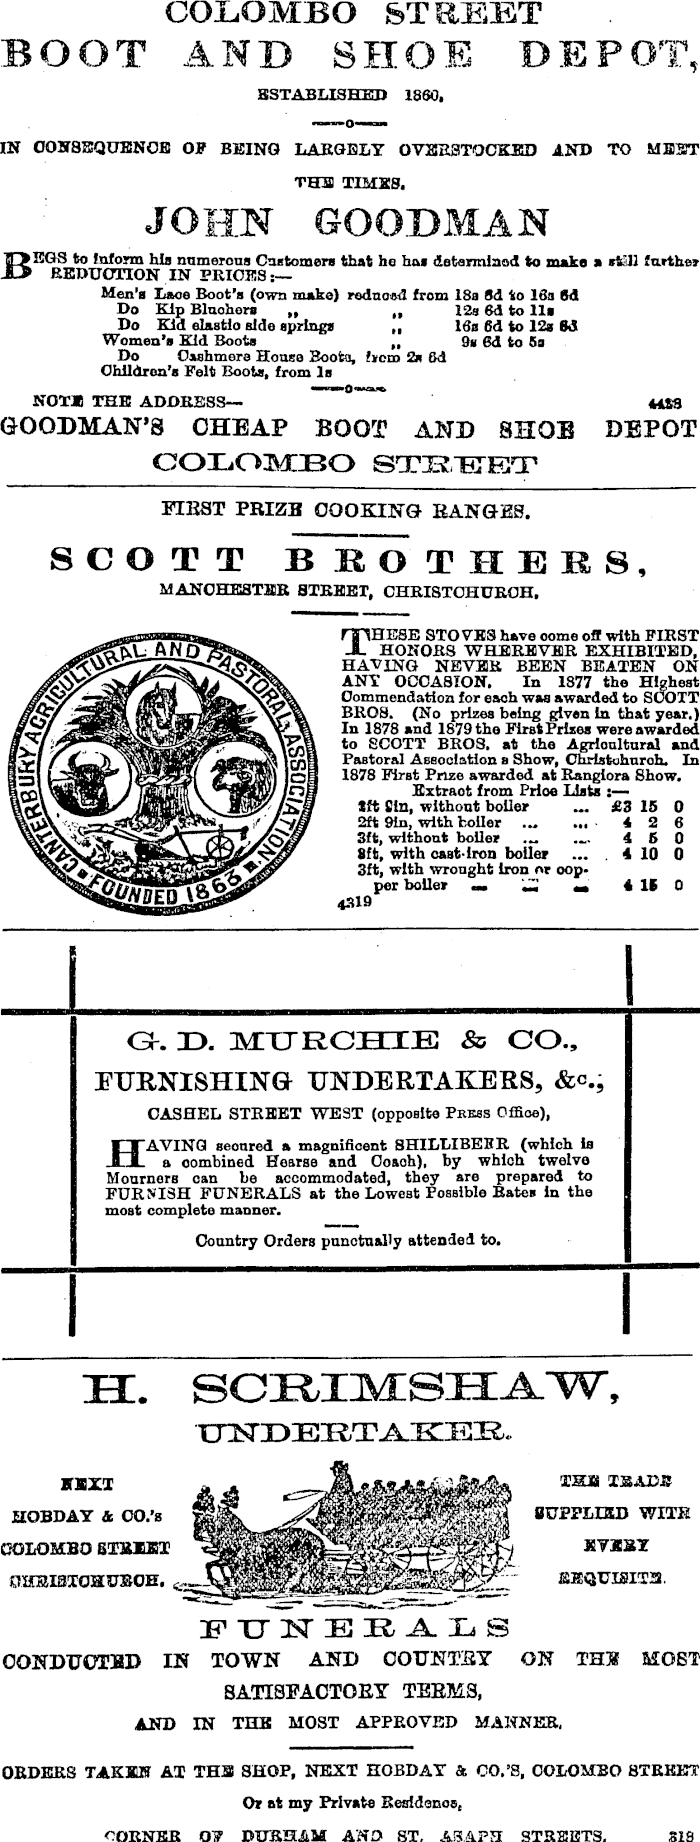 COLOMBO STREET
BOOT AND SHOE DEPOT,
ESTABLISHED 1860,
IN CONSEQUENCE OF BEING LARGELY OVERSTOCKED AND TO MEET
THE TIMES.
JOHN GOODMAN
BEGS to inform his numerous Customers that he has determined to make a still further
REDUCTION IN PRICES:—
Men's Lace Boot's (own make) reduced from 18s 6d to 16s 6d
Do Kip Bluchers „ „ 12s 6d to 11s
Do Kid elastic side springs „ 16s 6d to 12s 6d
Women's Kid Boots „ 9s 6d to 5s
Do Cashmere House Boots, from 2s 6d
Children's Felt Boots, from 1s
NOTE THE ADDRESS— 4438
GOODMAN'S CHEAP BOOT AND SHOE DEPOT
COLOMBO STREET
FIRST PRIZE COOKING RANGES.
SCOTT BROTHERS,
MANCHESTER STREET, CHRISTCHURCH.
CANTERBURY AGRICULTURAL AND PASTORAL ASSOCIATION
FOUNDED 1863
THESE STOVES have come off with FIRST
HONORS WHEREVER EXHIBITED,
HAVING NEVER BEEN BEATEN ON
ANY OCCASION. In 1877 the Highest
Commendation for each was awarded to SCOTT
BROS. (No prizes being given in that year.)
In 1878 and 1879 the First Prizes were awarded
to SCOTT BROS. at the Agricultural and
Pastoral Association s Show, Christchurch. In
1878 First Prize awarded at Rangiora Show.
Extract from Price Lists :—
2ft 9in, without boiler ... £3 15 0
2ft 9in, with boiler ... ... 4 2 6
3ft, without boiler ... ... 4 5 0
3ft, with cast-iron boiler ... 4 10 0
3ft, with wrought iron or cop-
per boiler — — — 4 15 0
4319
G. D. MURCHIE & CO.,
FURNISHING UNDERTAKERS, &c.,
CASHEL STREET WEST (opposite PRESS Office),
HAVING secured a magnificent SHILLIBEER (which is
a combined Hearse and Coach), by which twelve
Mourners can be accommodated, they are prepared to
FURNISH FUNERALS at the Lowest Possible Rates in the
most complete manner.
Country Orders punctually attended to.
H. SCRIMSHAW,
UNDERTAKER.
NEXT
HOBDAY & CO.'s
COLOMBO STREET
CHRISTCHURCH.
THE TRADE
SUPPLIED WITH
EVERY
REQUISITE.
FUNERALS
CONDUCTED IN TOWN AND COUNTRY ON THE MOST
SATISFACTORY TERMS,
AND IN THE MOST APPROVED MANNER.
ORDERS TAKEN AT THE SHOP, NEXT HOBDAY & CO.'S, COLOMBO STREET
Or at my Private Residence,
CORNER OF DURHAM AND ST. ASAPH STREETS. 318